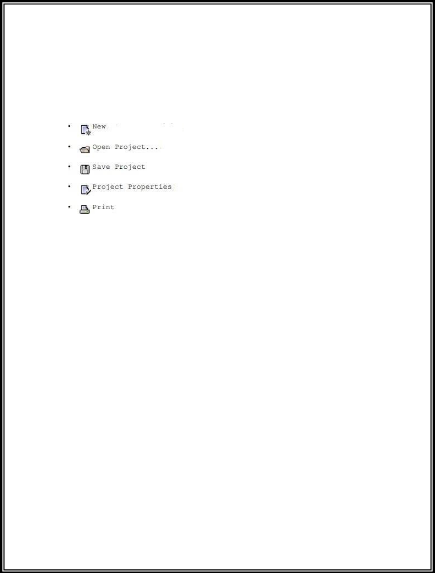 • New
• Open Project...
• Save Project
• Project Properties
• Print